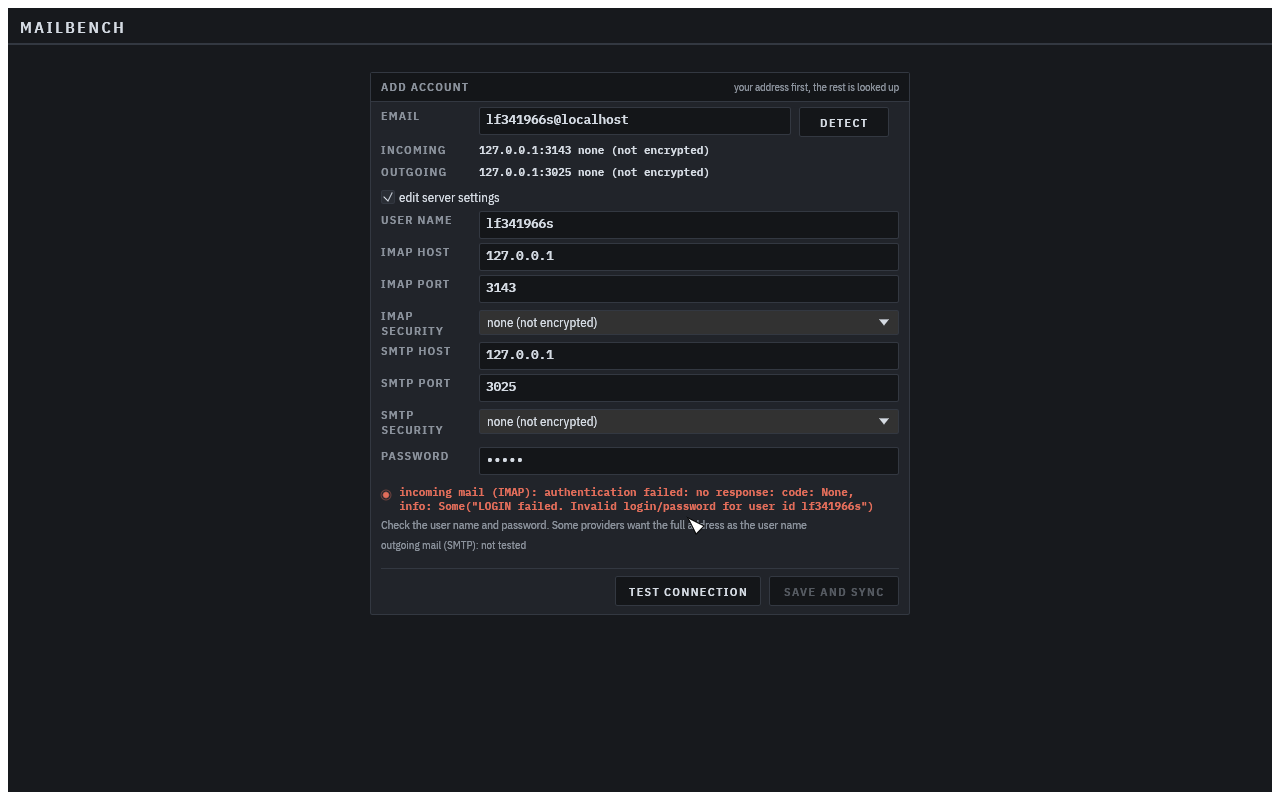 MAILBENCH
ADD ACCOUNT your address first, the rest is looked up
EMAIL lf341966s@localhost DETECT
INCOMING 127.0.0.1:3143 none (not encrypted)
OUTGOING 127.0.0.1:3025 none (not encrypted)
edit server settings
USER NAME lf341966s
IMAP HOST 127.0.0.1
IMAP PORT 3143
IMAP SECURITY none (not encrypted)
SMTP HOST 127.0.0.1
SMTP PORT 3025
SMTP SECURITY none (not encrypted)
PASSWORD •••••
incoming mail (IMAP): authentication failed: no response: code: None,
info: Some("LOGIN failed. Invalid login/password for user id lf341966s")
Check the user name and password. Some providers want the full address as the user name
outgoing mail (SMTP): not tested
TEST CONNECTION SAVE AND SYNC